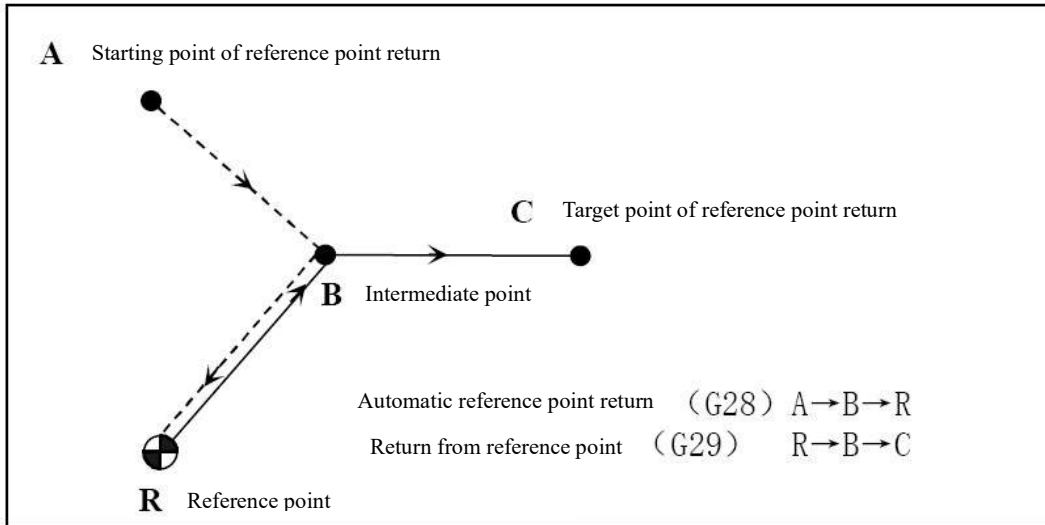 A Starting point of reference point return
C Target point of reference point return
B Intermediate point
Automatic reference point return （G28） A→B→R
Return from reference point （G29） R→B→C
R Reference point